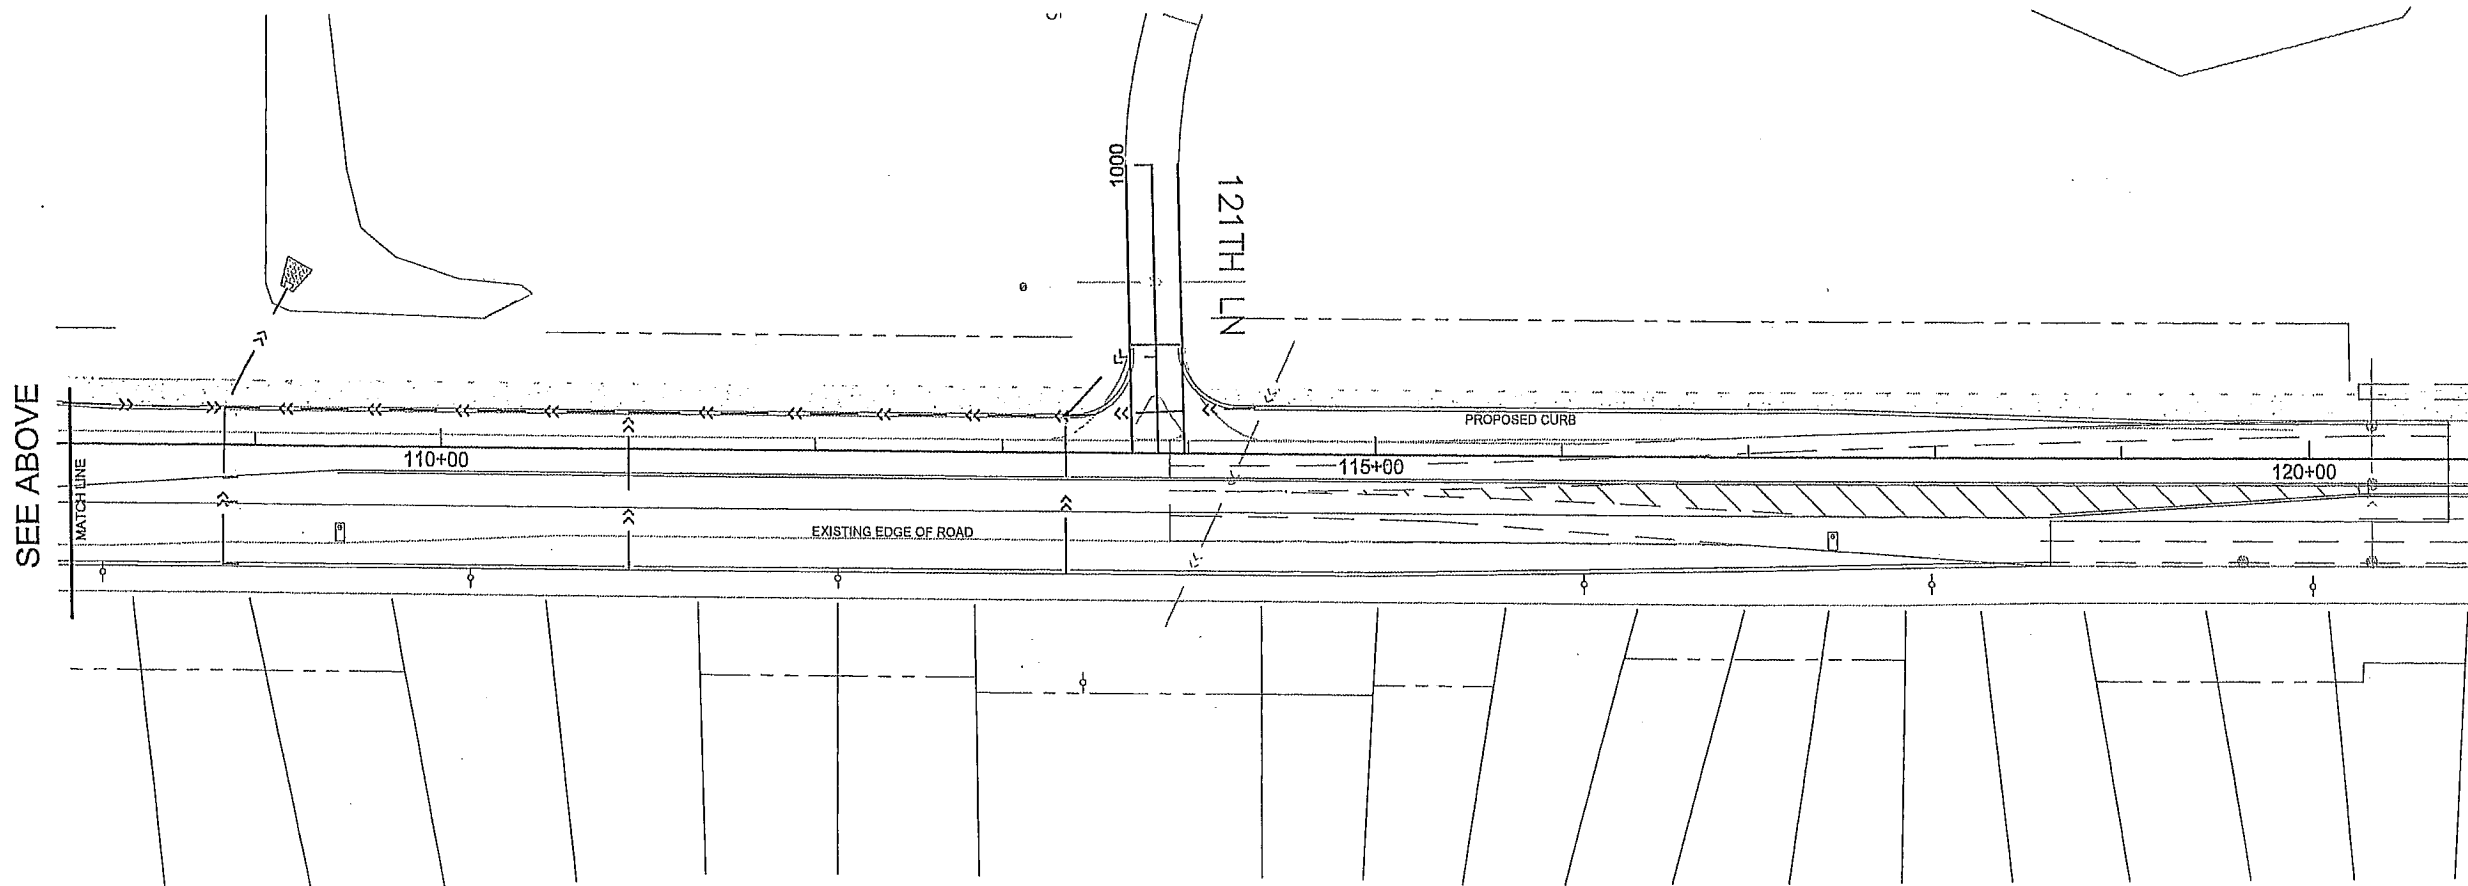 1000
121TH LN
SEE ABOVE
MATCH LINE
PROPOSED CURB
110+00
115+00
120+00
EXISTING EDGE OF ROAD